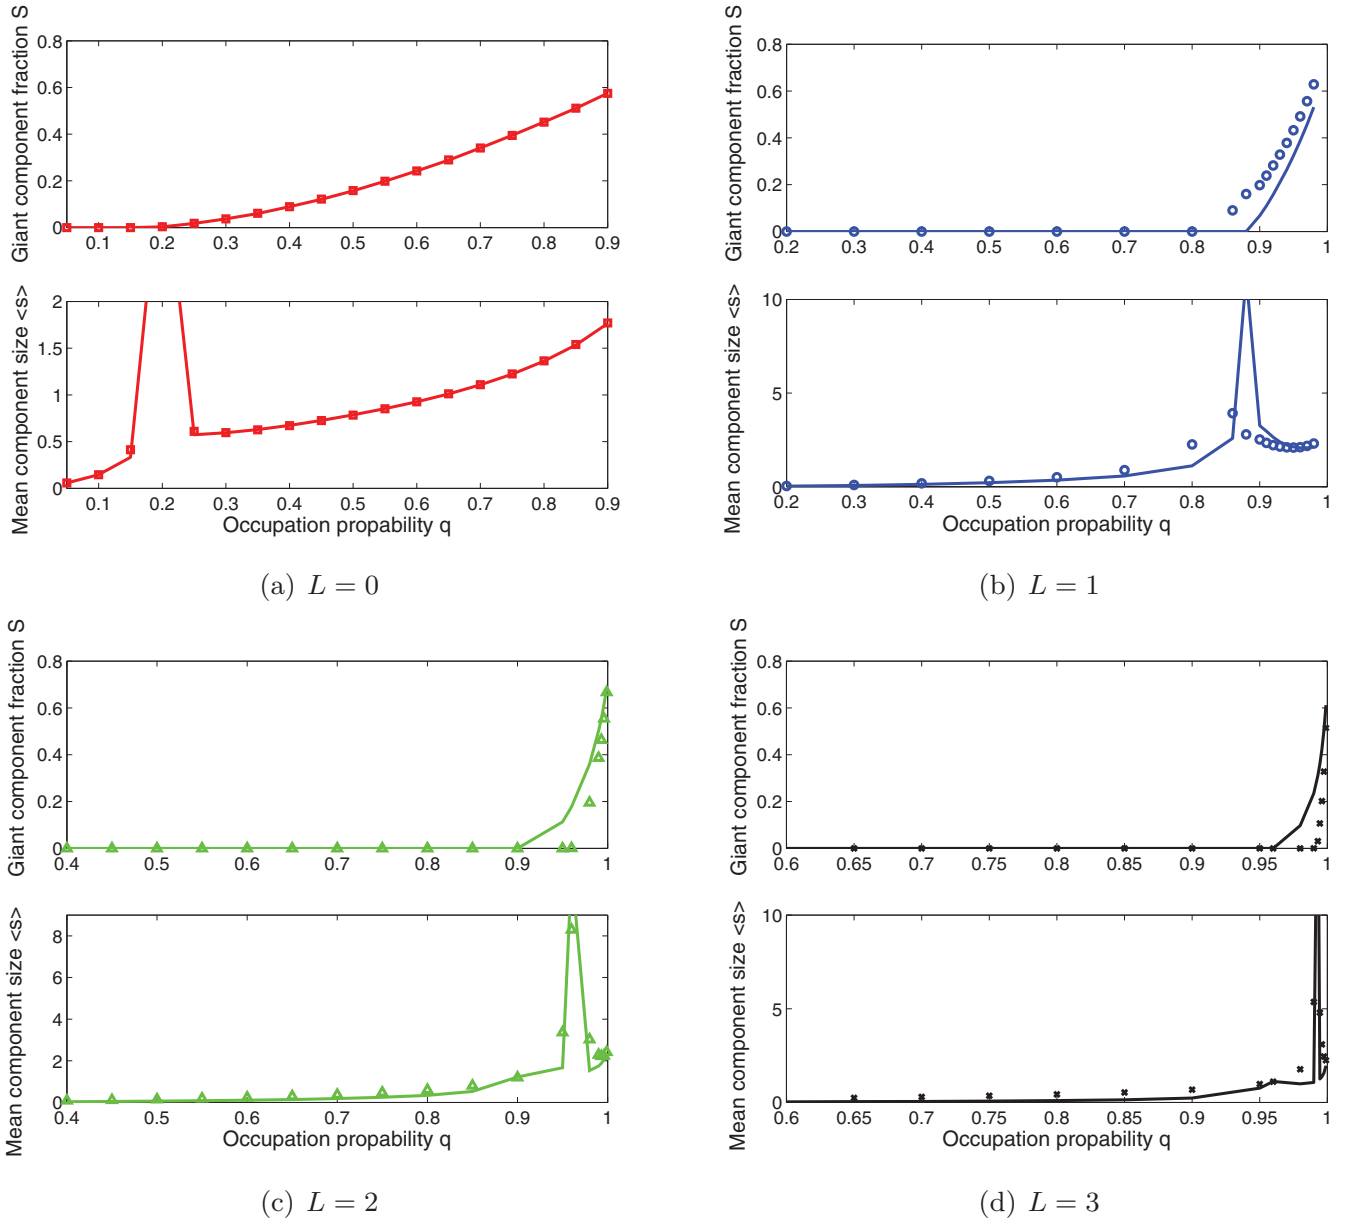 Giant component fraction S
0.8
0.6
0.4
0.2
0
0.1 0.2 0.3 0.4 0.5 0.6 0.7 0.8 0.9
Mean component size <s>
2
1.5
1
0.5
0
0.1 0.2 0.3 0.4 0.5 0.6 0.7 0.8 0.9
Occupation propability q
(a) L = 0
Giant component fraction S
0.8
0.6
0.4
0.2
0
0.2 0.3 0.4 0.5 0.6 0.7 0.8 0.9 1
Mean component size <s>
10
5
0
0.2 0.3 0.4 0.5 0.6 0.7 0.8 0.9 1
Occupation propability q
(b) L = 1
Giant component fraction S
0.8
0.6
0.4
0.2
0
0.4 0.5 0.6 0.7 0.8 0.9 1
Mean component size <s>
8
6
4
2
0
0.4 0.5 0.6 0.7 0.8 0.9 1
Occupation propability q
(c) L = 2
Giant component fraction S
0.8
0.6
0.4
0.2
0
0.6 0.65 0.7 0.75 0.8 0.85 0.9 0.95 1
Mean component size <s>
10
5
0
0.6 0.65 0.7 0.75 0.8 0.85 0.9 0.95 1
Occupation propability q
(d) L = 3